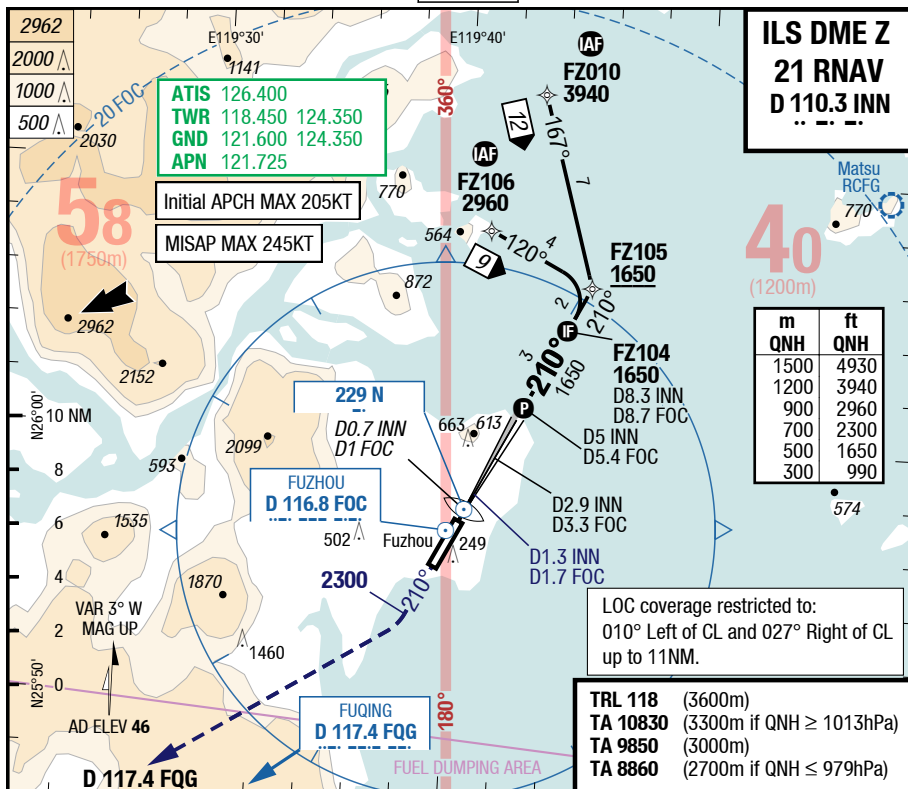 2962
2000
1000
500
E119°30'
E119°40'
1141
20 FOC
2030
ATIS 126.400
TWR 118.450 124.350
GND 121.600 124.350
APN 121.725
Initial APCH MAX 205KT
MISAP MAX 245KT
58
(1750m)
2962
2152
360°
770
564
872
IAF
FZ010
3940
12
167°
7
IAF
FZ106
2960
9
120°
4
FZ105
1650
2
210°
IF
FZ104
1650
D8.3 INN
D8.7 FOC
3
210°
1650
P
D5 INN
D5.4 FOC
ILS DME Z
21 RNAV
D 110.3 INN
Matsu
RCFG
770
40
(1200m)
m ft
QNH QNH
1500 4930
1200 3940
900 2960
700 2300
500 1650
300 990
574
229 N
D0.7 INN
D1 FOC
663
613
D2.9 INN
D3.3 FOC
D1.3 INN
D1.7 FOC
N26°00'
10 NM
8
6
4
2
0
N25°50'
2099
593
1535
1870
1460
FUZHOU
D 116.8 FOC
502
Fuzhou
249
2300
210°
VAR 3° W
MAG UP
AD ELEV 46
180°
FUQING
D 117.4 FQG
D 117.4 FQG
FUEL DUMPING AREA
LOC coverage restricted to:
010° Left of CL and 027° Right of CL
up to 11NM.
TRL 118 (3600m)
TA 10830 (3300m if QNH ≥ 1013hPa)
TA 9850 (3000m)
TA 8860 (2700m if QNH ≤ 979hPa)